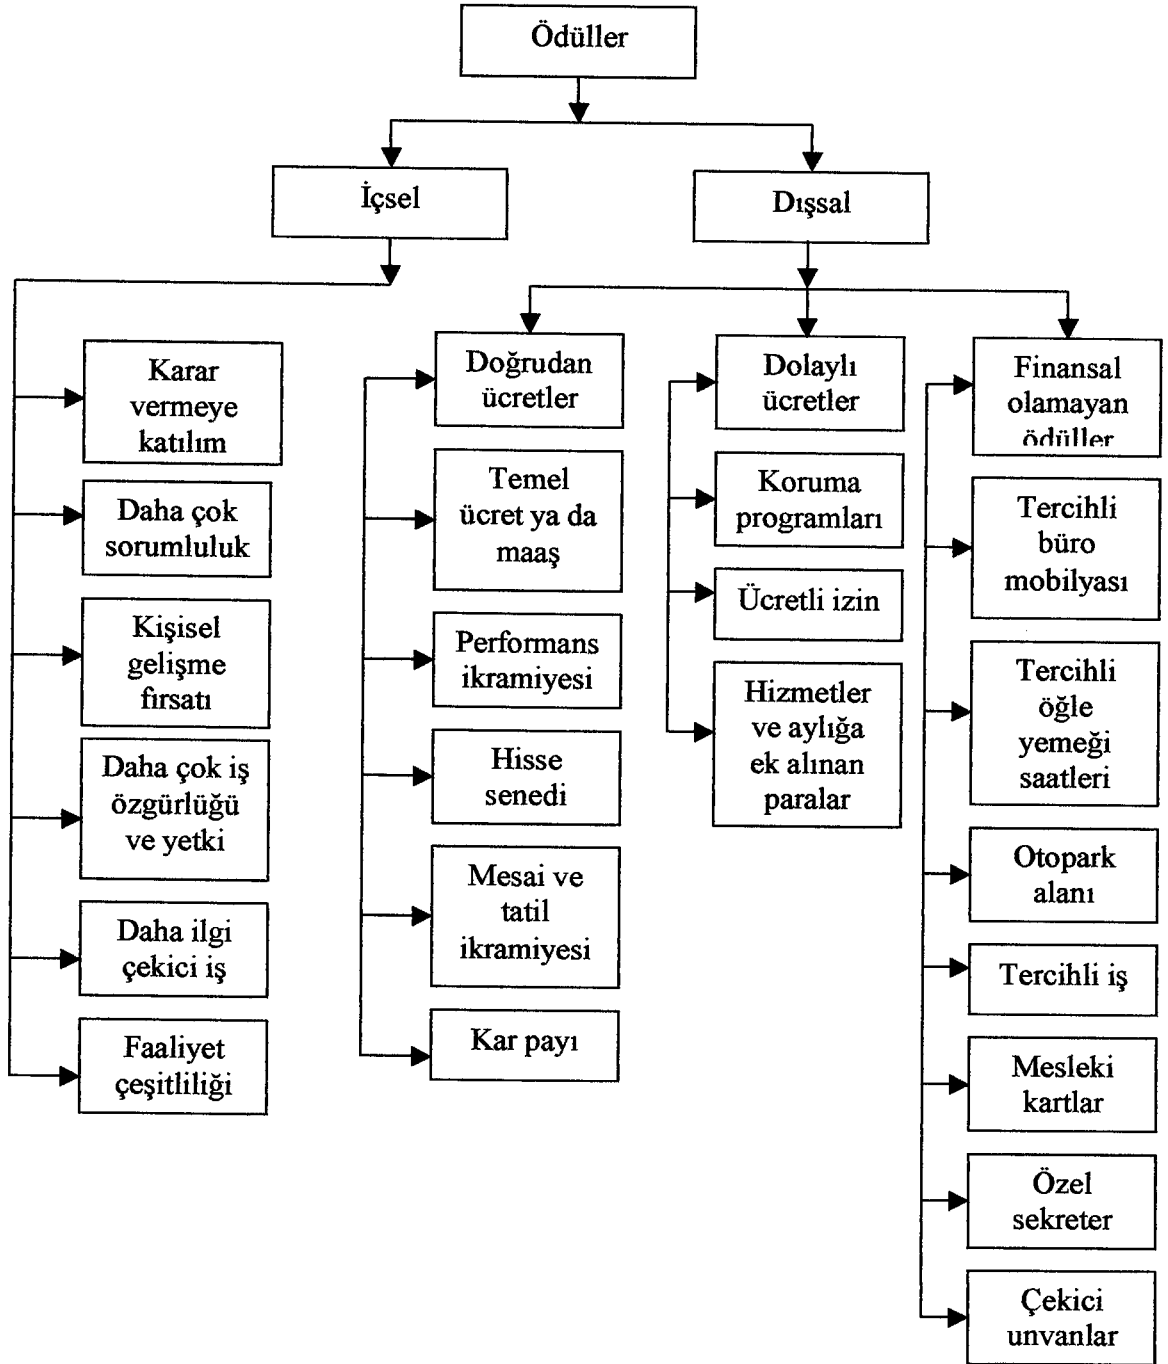 Ödüller
İçsel
Dışsal
Karar
vermeye
katılım
Daha çok
sorumluluk
Kişisel
gelişme
fırsatı
Daha çok iş
özgürlüğü
ve yetki
Daha ilgi
çekici iş
Faaliyet
çeşitliliği
Doğrudan
ücretler
Temel
ücret ya da
maaş
Performans
ikramiyesi
Hisse
senedi
Mesai ve
tatil
ikramiyesi
Kar payı
Dolaylı
ücretler
Koruma
programları
Ücretli izin
Hizmetler
ve aylığa
ek alınan
paralar
Finansal
olamayan
ödüller
Tercihli
büro
mobilyası
Tercihli
öğle
yemeği
saatleri
Otopark
alanı
Tercihli iş
Mesleki
kartlar
Özel
sekreter
Çekici
unvanlar